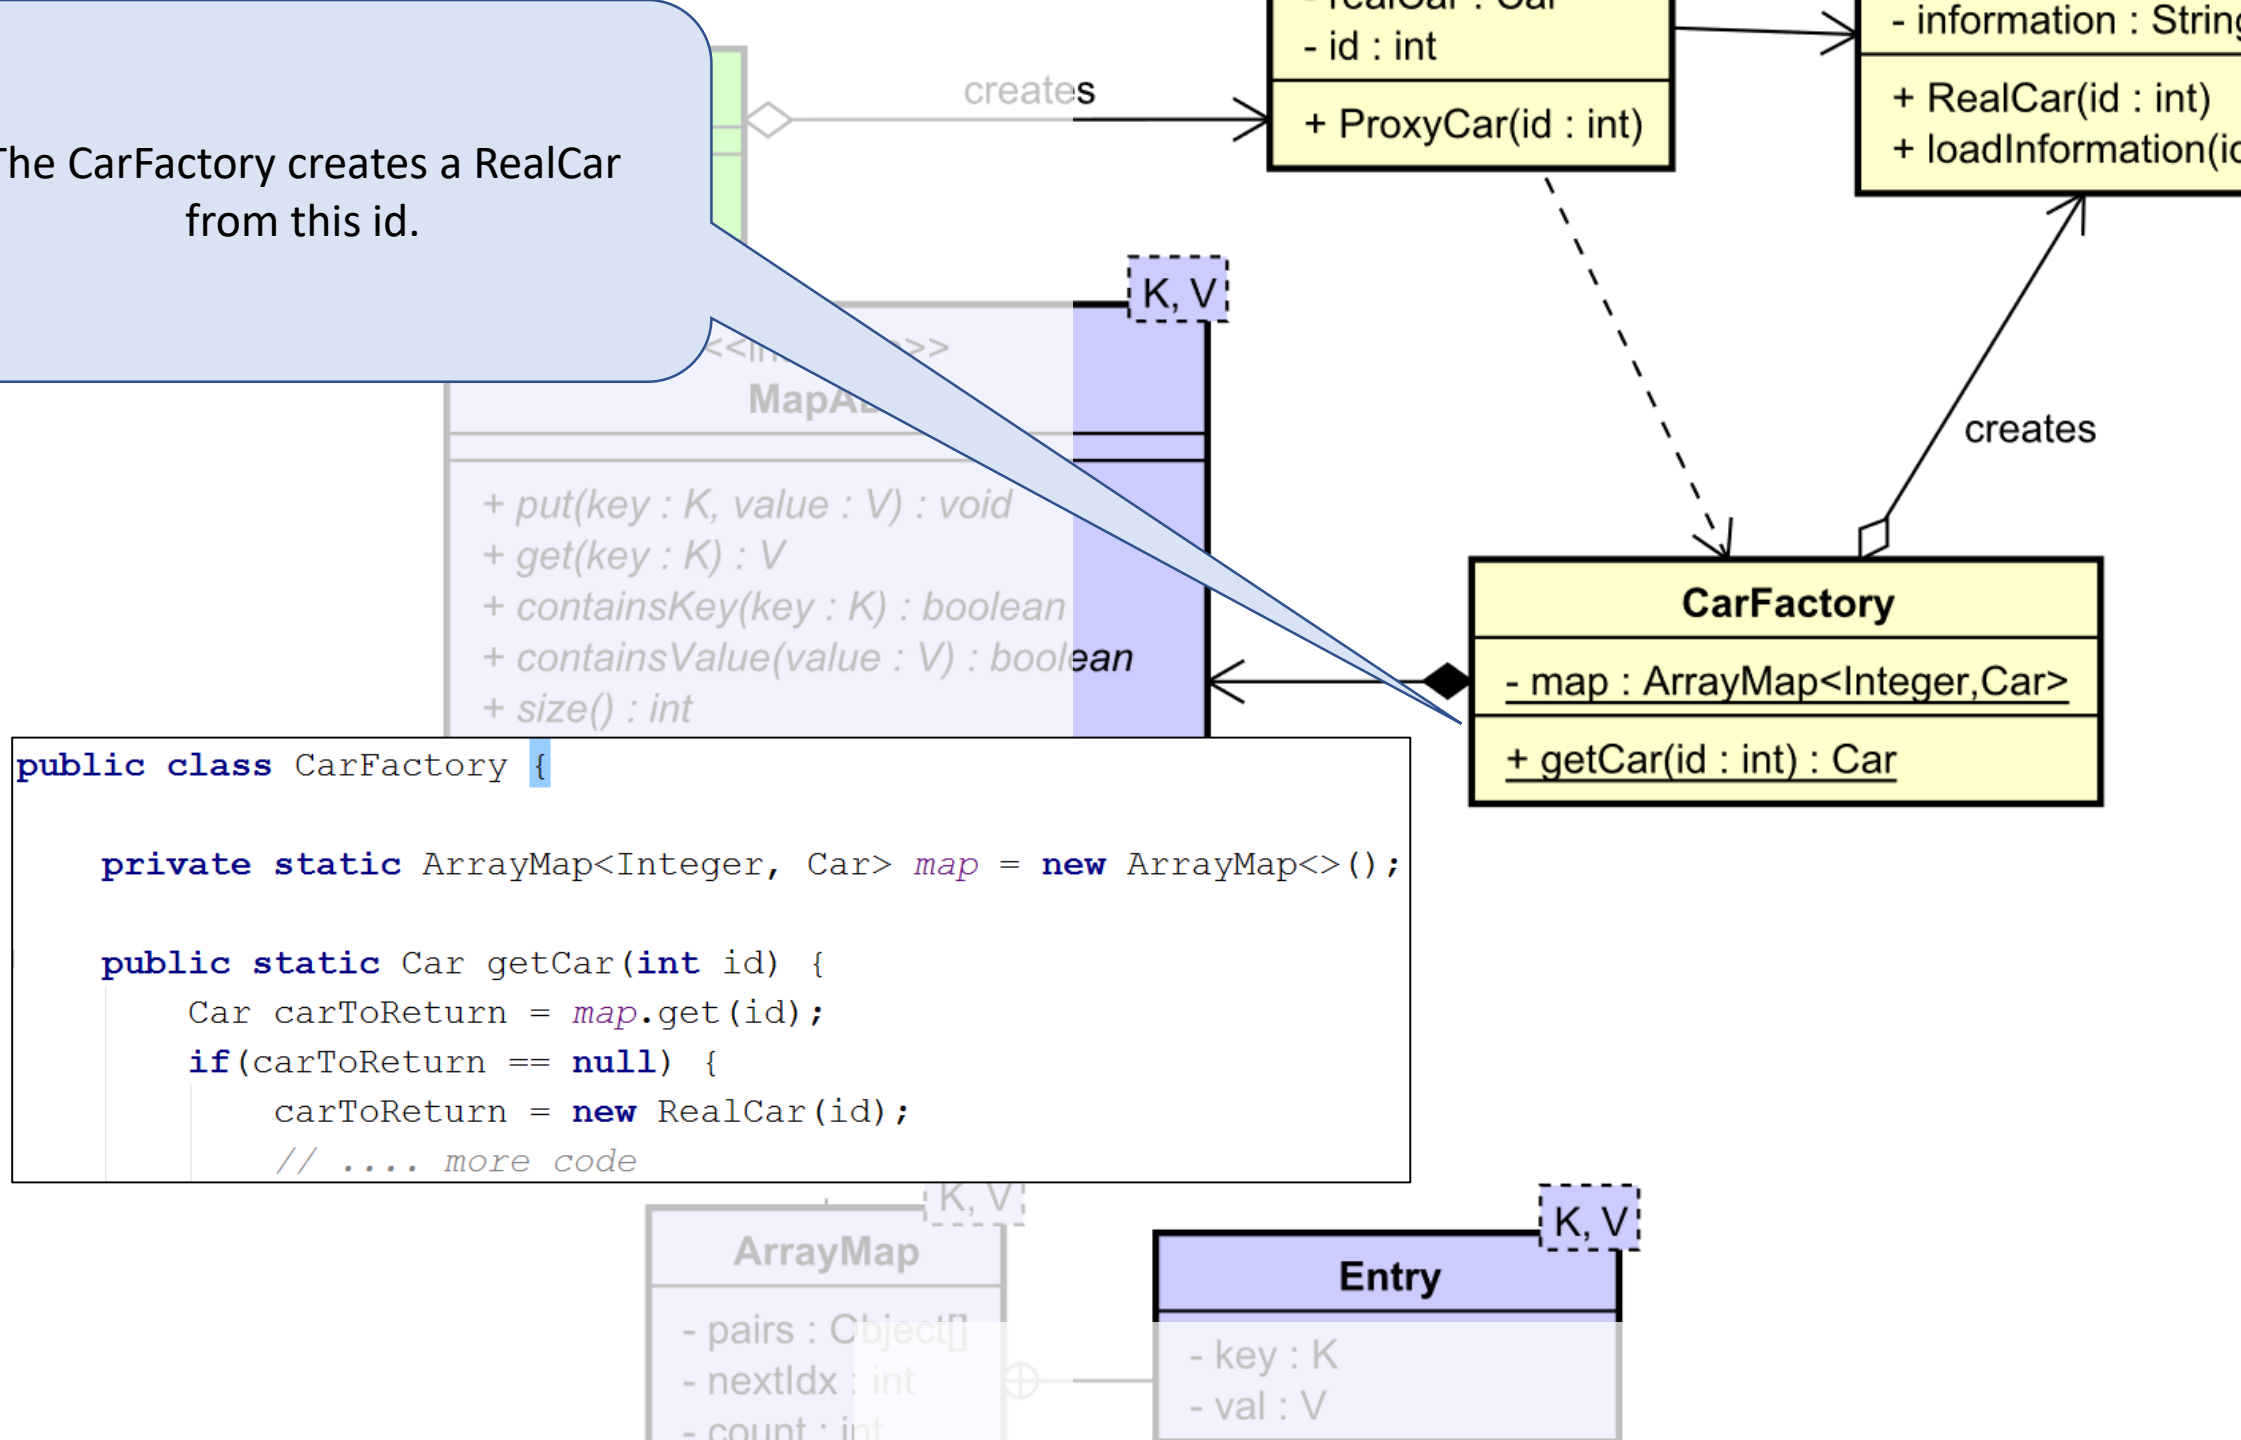 The CarFactory creates a RealCar
from this id.
creates
- realCar : Car
- id : int
+ ProxyCar(id : int)
- information : String
+ RealCar(id : int)
+ loadInformation(id
K, V
MapA
+ put(key : K, value : V) : void
+ get(key : K) : V
+ containsKey(key : K) : boolean
+ containsValue(value : V) : boolean
+ size() : int
creates
CarFactory
- map : ArrayMap<Integer,Car>
+ getCar(id : int) : Car
public class CarFactory {
private static ArrayMap<Integer, Car> map = new ArrayMap<>();
public static Car getCar(int id) {
Car carToReturn = map.get(id);
if(carToReturn == null) {
carToReturn = new RealCar(id);
// .... more code
K, V
ArrayMap
- pairs : Object[]
- nextIdx : int
- count : int
K, V
Entry
- key : K
- val : V